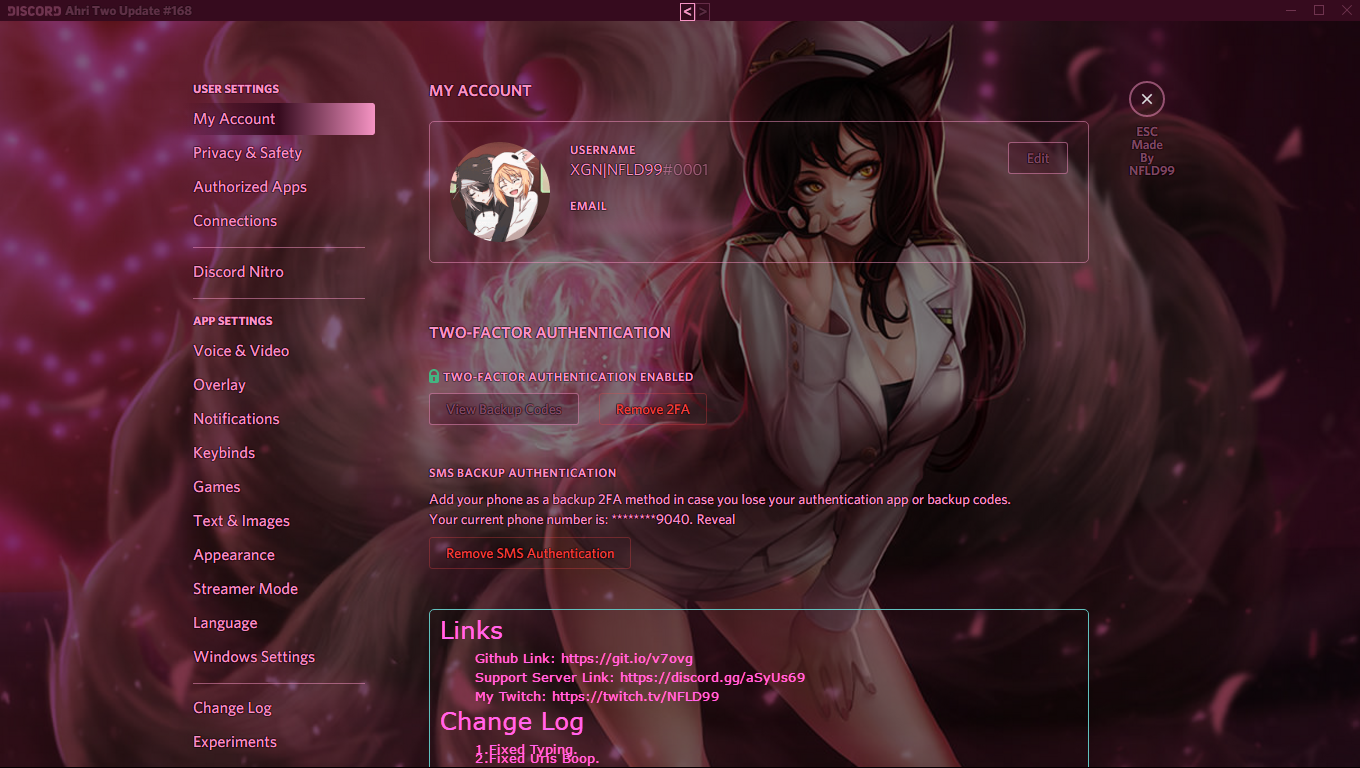 DISCORD Ahri Two Update #168
< >
USER SETTINGS
My Account
Privacy & Safety
Authorized Apps
Connections
Discord Nitro
APP SETTINGS
Voice & Video
Overlay
Notifications
Keybinds
Games
Text & Images
Appearance
Streamer Mode
Language
Windows Settings
Change Log
Experiments
MY ACCOUNT
USERNAME
XGN|NFLD99#0001
EMAIL
Edit
TWO-FACTOR AUTHENTICATION
TWO-FACTOR AUTHENTICATION ENABLED
View Backup Codes
Remove 2FA
SMS BACKUP AUTHENTICATION
Add your phone as a backup 2FA method in case you lose your authentication app or backup codes.
Your current phone number is: ********9040. Reveal
Remove SMS Authentication
Links
Github Link: https://git.io/v7ovg
Support Server Link: https://discord.gg/aSyUs69
My Twitch: https://twitch.tv/NFLD99
Change Log
1.Fixed Typing.
2.Fixed Urls Boop.
ESC
Made
By
NFLD99